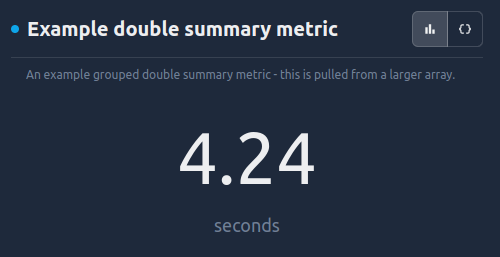 Example double summary metric
{}
An example grouped double summary metric - this is pulled from a larger array.
4.24
seconds